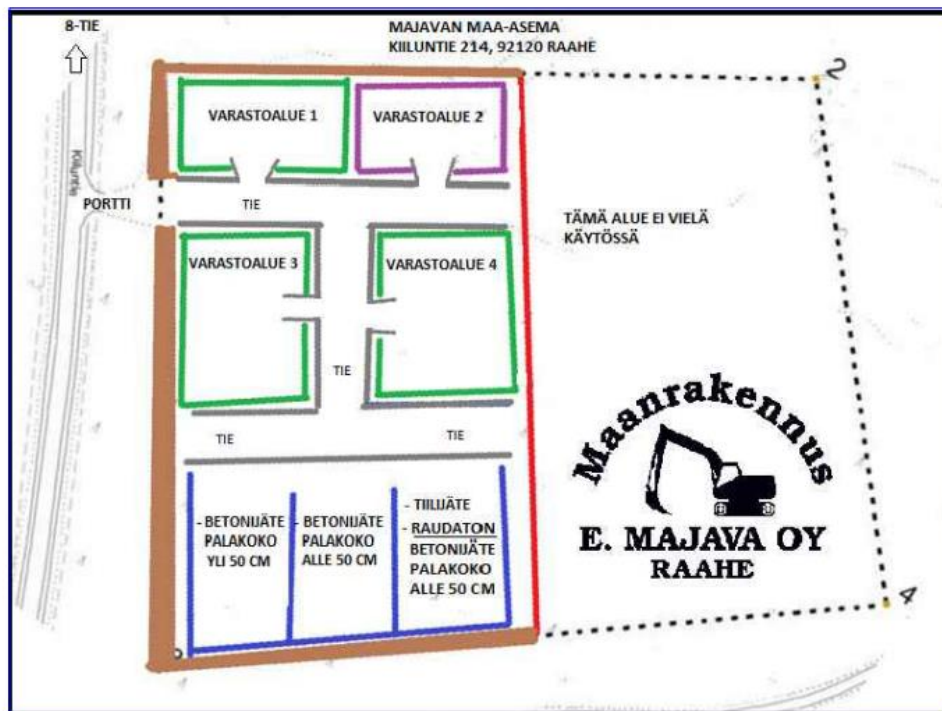 8-TIE
MAJAVAN MAA-ASEMA
KIILUNTIE 214, 92120 RAAHE
2
VARASTOALUE 1
VARASTOALUE 2
Kiiluntie
PORTTI
TIE
TÄMÄ ALUE EI VIELÄ
KÄYTÖSSÄ
VARASTOALUE 3
VARASTOALUE 4
TIE
TIE
TIE
- BETONIJÄTE
PALAKOKO
YLI 50 CM
- BETONIJÄTE
PALAKOKO
ALLE 50 CM
- TIILIJÄTE
- RAUDATON
BETONIJÄTE
PALAKOKO
ALLE 50 CM
Maanrakennus
E. MAJAVA OY
RAAHE
4